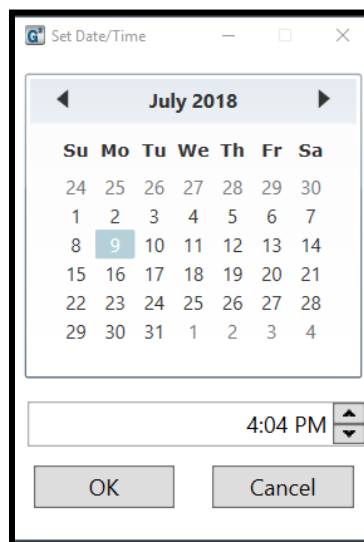 G Set Date/Time
July 2018
Su Mo Tu We Th Fr Sa
24 25 26 27 28 29 30
1 2 3 4 5 6 7
8 9 10 11 12 13 14
15 16 17 18 19 20 21
22 23 24 25 26 27 28
29 30 31 1 2 3 4
4:04 PM
OK Cancel